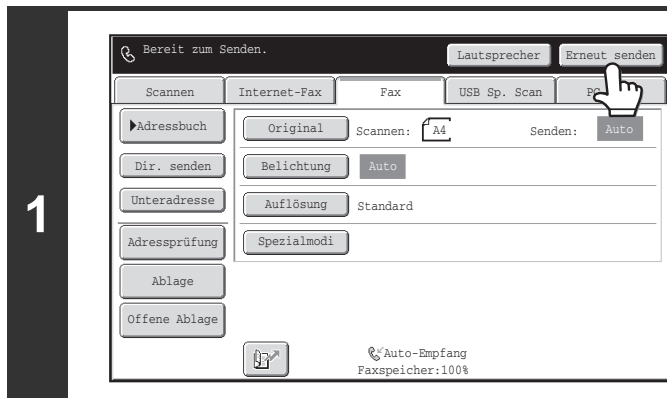 1
Bereit zum Senden.
Lautsprecher
Erneut senden
Scannen
Internet-Fax
Fax
USB Sp. Scan
PC
Adressbuch
Original
Scannen:
A4
Senden:
Auto
Dir. senden
Belichtung
Auto
Unteradresse
Auflösung
Standard
Adressprüfung
Spezialmodi
Ablage
Offene Ablage
Auto-Empfang
Faxspeicher:100%